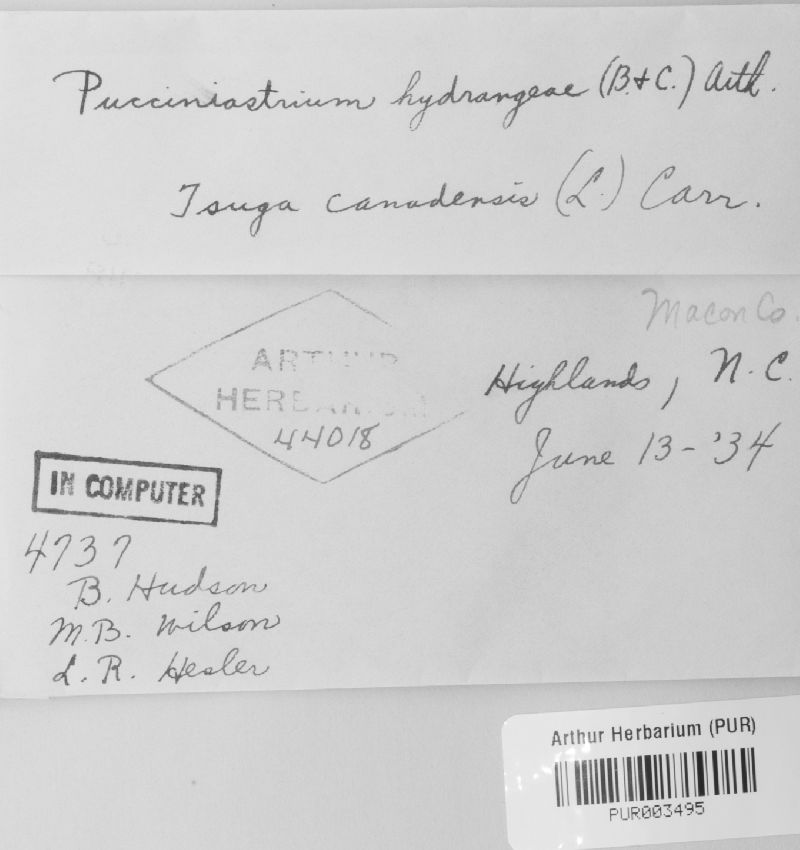 Pucciniastrium hydrangeae (B. & C.) Arth.
Tsuga canadensis (L.) Carr.
Macon Co.
ARTHUR
HERBARIUM
44018
Highlands, N.C.
June 13-'34
IN COMPUTER
4737
B. Hudson
M.B. Wilson
L.R. Hesler
Arthur Herbarium (PUR)
PUR003495